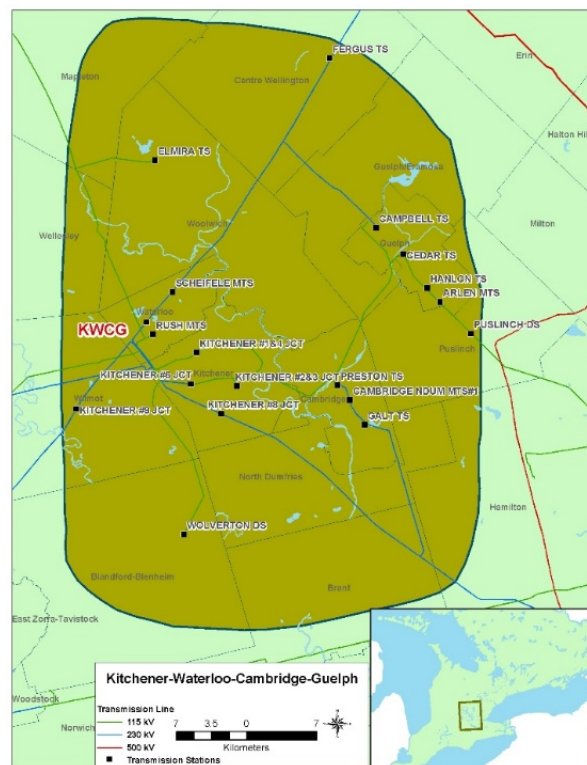 FERGUS TS
Erin
Mapleton
Centre Wellington
Halton Hil
ELMIRA TS
Guelph/Eramosa
Woolwich
CAMPBELL TS
Milton
Wellesley
Guelph
CEDAR TS
SCHEIFELE MTS
HANLON TS
ARLEN MTS
Waterloo
KWCG
RUSH MTS
PUSLINCH DS
Puslinch
KITCHENER #1&4 JCT
KITCHENER #6 JCT
Kitchener
KITCHENER #2&3 JCT
PRESTON TS
Wilmot
KITCHENER #9 JCT
KITCHENER #8 JCT
Cambridge
CAMBRIDGE NDUM MTS#1
GALT TS
North Dumfries
Hamilton
WOLVERTON DS
Blandford-Blenheim
Brant
East Zorra-Tavistock
Woodstock
Norwich
Kitchener-Waterloo-Cambridge-Guelph
Transmission Line
115 kV
230 kV
500 kV
7 3.5 0 7
Kilometers
Transmission Stations